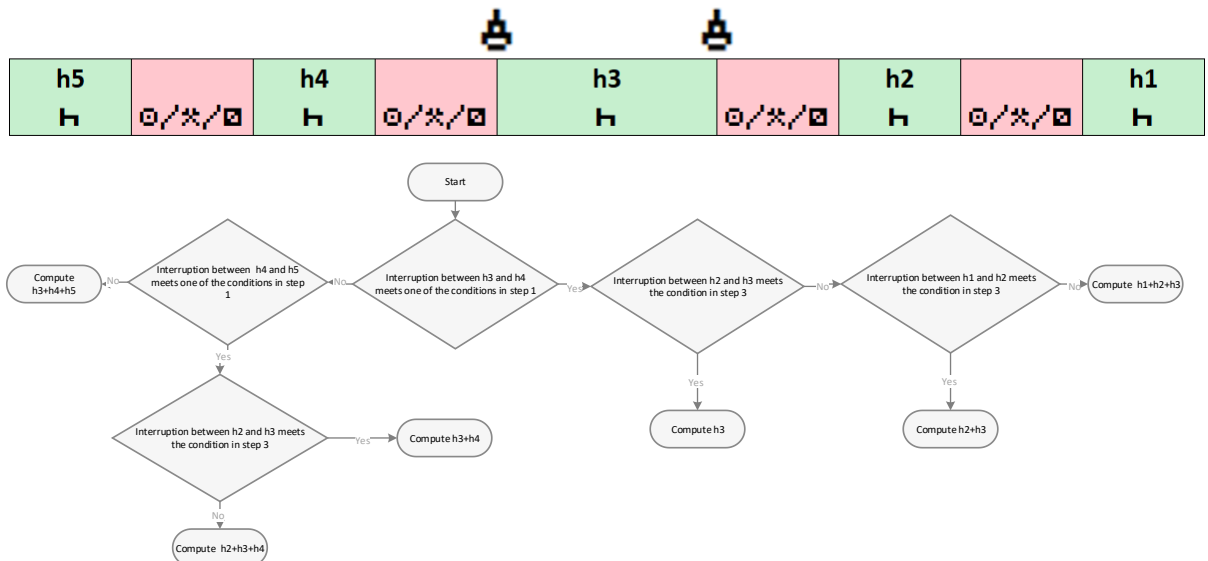 h5 h4 h3 h2 h1
Start
Interruption between h4 and h5
meets one of the conditions in step
1
Interruption between h3 and h4
meets one of the conditions in step 1
Interruption between h2 and h3 meets
the condition in step 3
Interruption between h1 and h2 meets
the condition in step 3
Compute
h3+h4+h5
No
No
Yes
No
No
Compute h1+h2+h3
Yes
Yes
Yes
Compute h3
Compute h2+h3
Interruption between h2 and h3 meets
the condition in step 3
Yes
Compute h3+h4
No
Compute h2+h3+h4